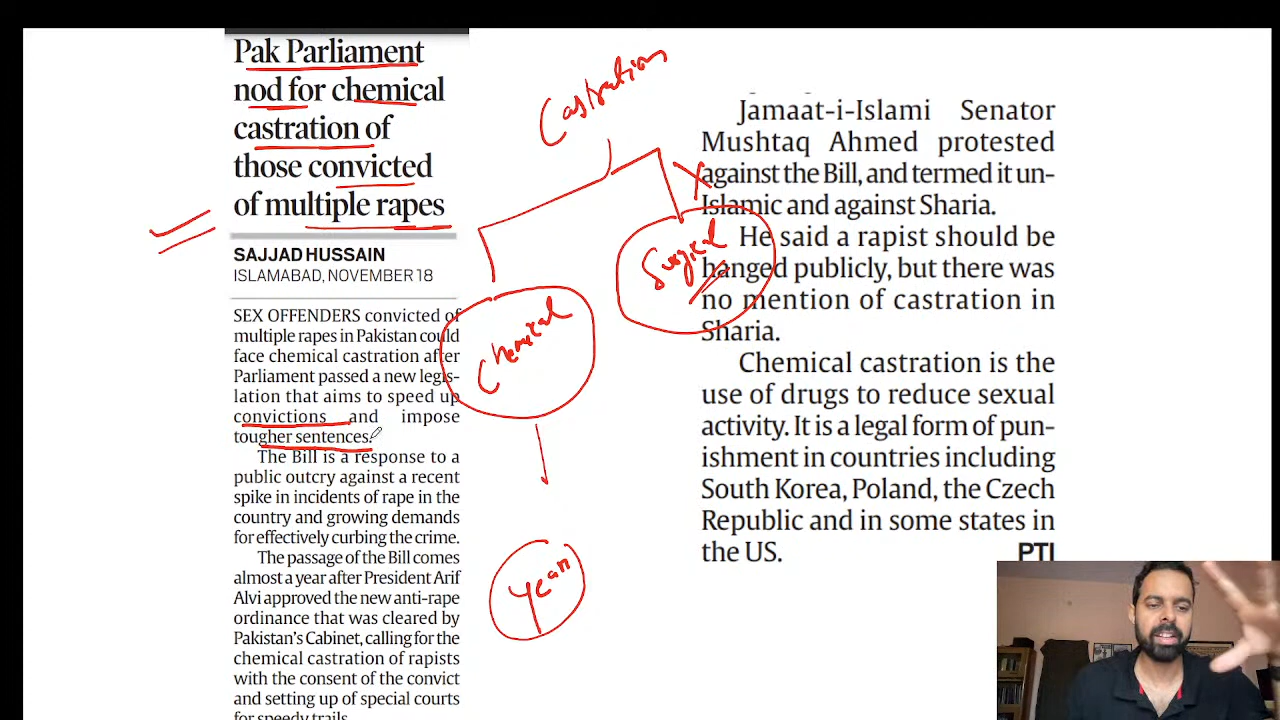 Pak Parliament
nod for chemical
castration of
those convicted
of multiple rapes
SAJJAD HUSSAIN
ISLAMABAD, NOVEMBER 18
SEX OFFENDERS convicted of
multiple rapes in Pakistan could
face chemical castration after
Parliament passed a new legis-
lation that aims to speed up
convictions and impose
tougher sentences.
The Bill is a response to a
public outcry against a recent
spike in incidents of rape in the
country and growing demands
for effectively curbing the crime.
The passage of the Bill comes
almost a year after President Arif
Alvi approved the new anti-rape
ordinance that was cleared by
Pakistan's Cabinet, calling for the
chemical castration of rapists
with the consent of the convict
and setting up of special courts
for speedy trails.
Castration
Chemical
Surgical
X
Year
Jamaat-i-Islami Senator
Mushtaq Ahmed protested
against the Bill, and termed it un-
Islamic and against Sharia.
He said a rapist should be
hanged publicly, but there was
no mention of castration in
Sharia.
Chemical castration is the
use of drugs to reduce sexual
activity. It is a legal form of pun-
ishment in countries including
South Korea, Poland, the Czech
Republic and in some states in
the US.
PTI